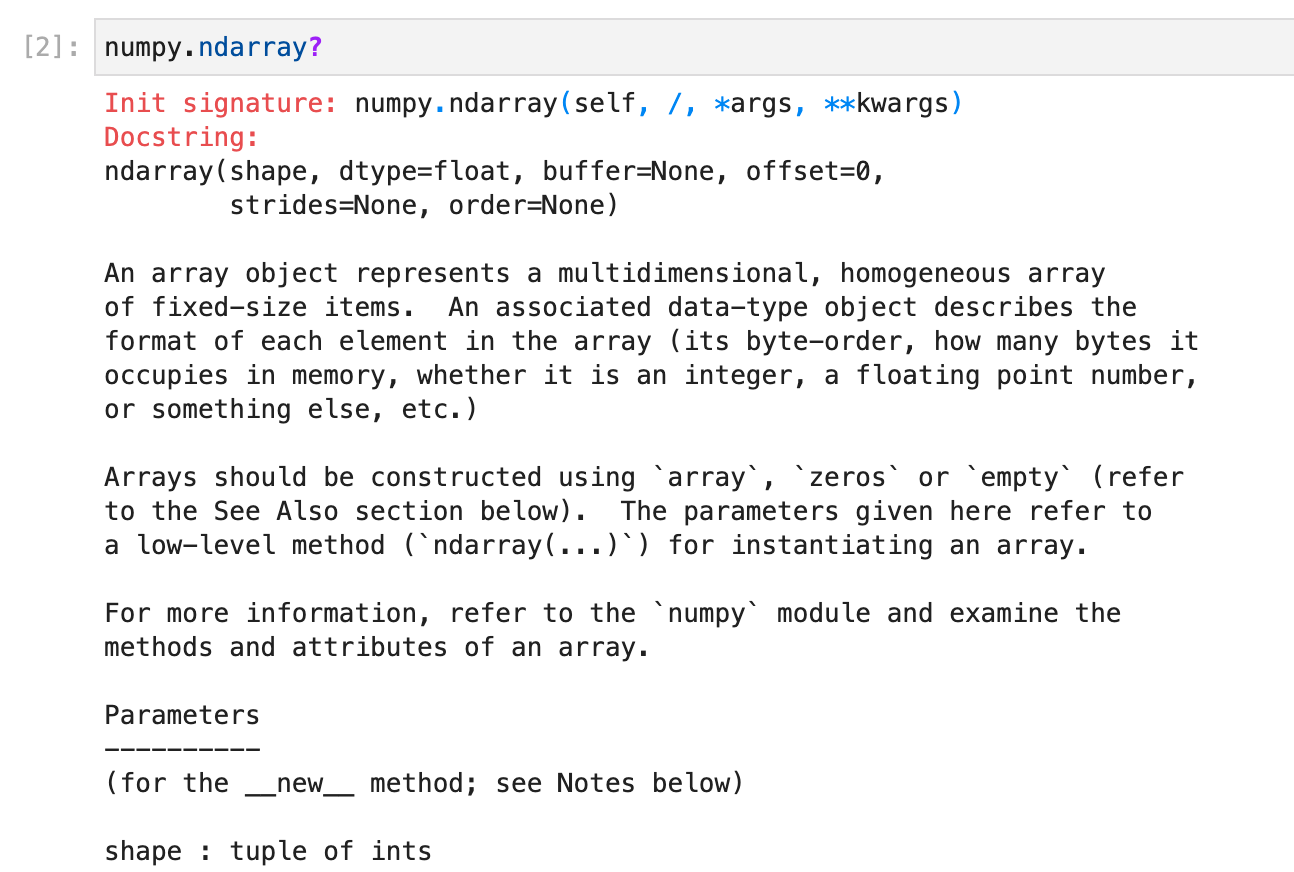 [2]: numpy.ndarray?
Init signature: numpy.ndarray(self, /, *args, **kwargs)
Docstring:
ndarray(shape, dtype=float, buffer=None, offset=0,
        strides=None, order=None)

An array object represents a multidimensional, homogeneous array
of fixed-size items.  An associated data-type object describes the
format of each element in the array (its byte-order, how many bytes it
occupies in memory, whether it is an integer, a floating point number,
or something else, etc.)

Arrays should be constructed using `array`, `zeros` or `empty` (refer
to the See Also section below).  The parameters given here refer to
a low-level method (`ndarray(...)`) for instantiating an array.

For more information, refer to the `numpy` module and examine the
methods and attributes of an array.

Parameters
----------
(for the __new__ method; see Notes below)

shape : tuple of ints